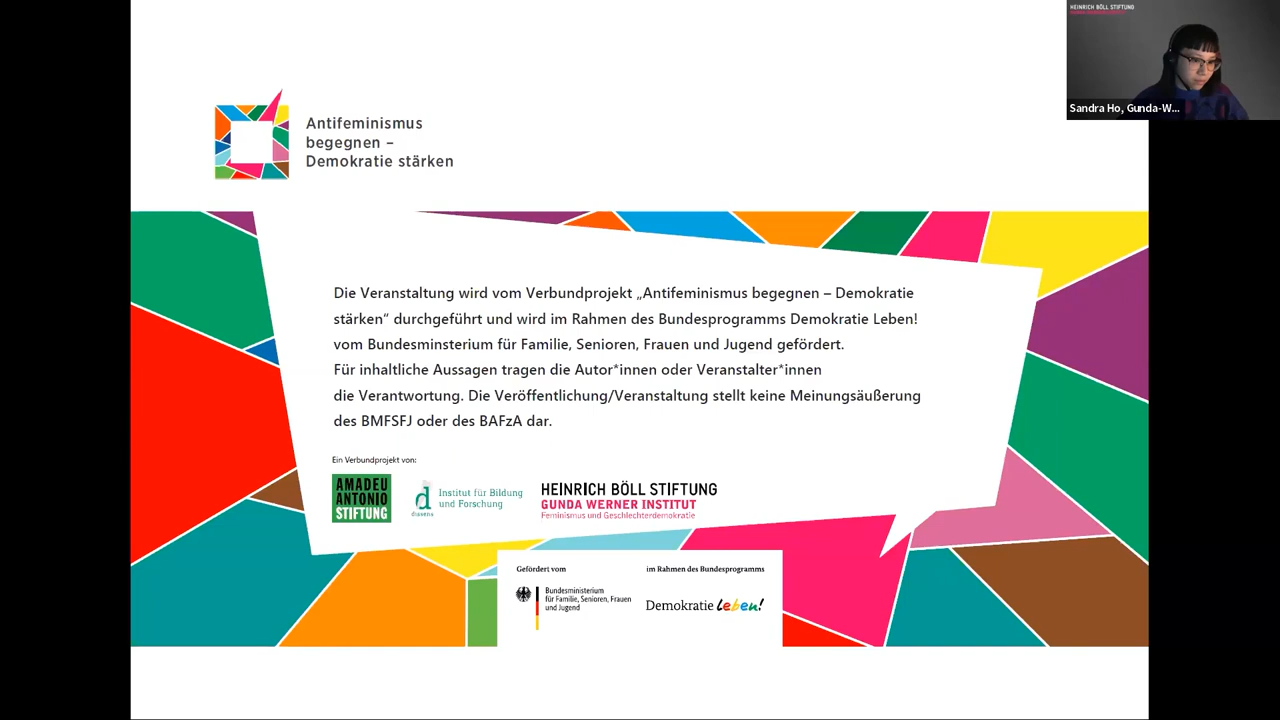 HEINRICH BÖLL STIFTUNG
Sandra Ho, Gunda-W...
Antifeminismus
begegnen –
Demokratie stärken
Die Veranstaltung wird vom Verbundprojekt „Antifeminismus begegnen – Demokratie
stärken“ durchgeführt und wird im Rahmen des Bundesprogramms Demokratie Leben!
vom Bundesminsterium für Familie, Senioren, Frauen und Jugend gefördert.
Für inhaltliche Aussagen tragen die Autor*innen oder Veranstalter*innen
die Verantwortung. Die Veröffentlichung/Veranstaltung stellt keine Meinungsäußerung
des BMFSFJ oder des BAFzA dar.
Ein Verbundprojekt von:
AMADEU
ANTONIO
STIFTUNG
d
dissens
Institut für Bildung
und Forschung
HEINRICH BÖLL STIFTUNG
GUNDA WERNER INSTITUT
Feminismus und Geschlechterdemokratie
Gefördert vom
Bundesministerium
für Familie, Senioren, Frauen
und Jugend
im Rahmen des Bundesprogramms
Demokratie leben!